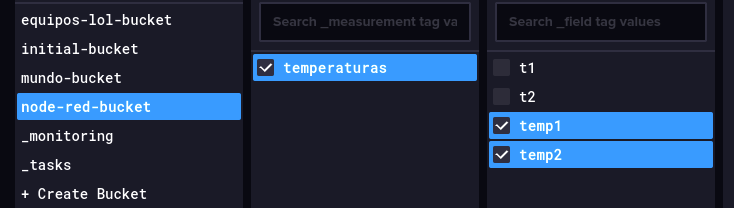 equipos-lol-bucket
initial-bucket
mundo-bucket
node-red-bucket
_monitoring
_tasks
+ Create Bucket
Search _measurement tag va
temperaturas
Search _field tag values
t1
t2
temp1
temp2